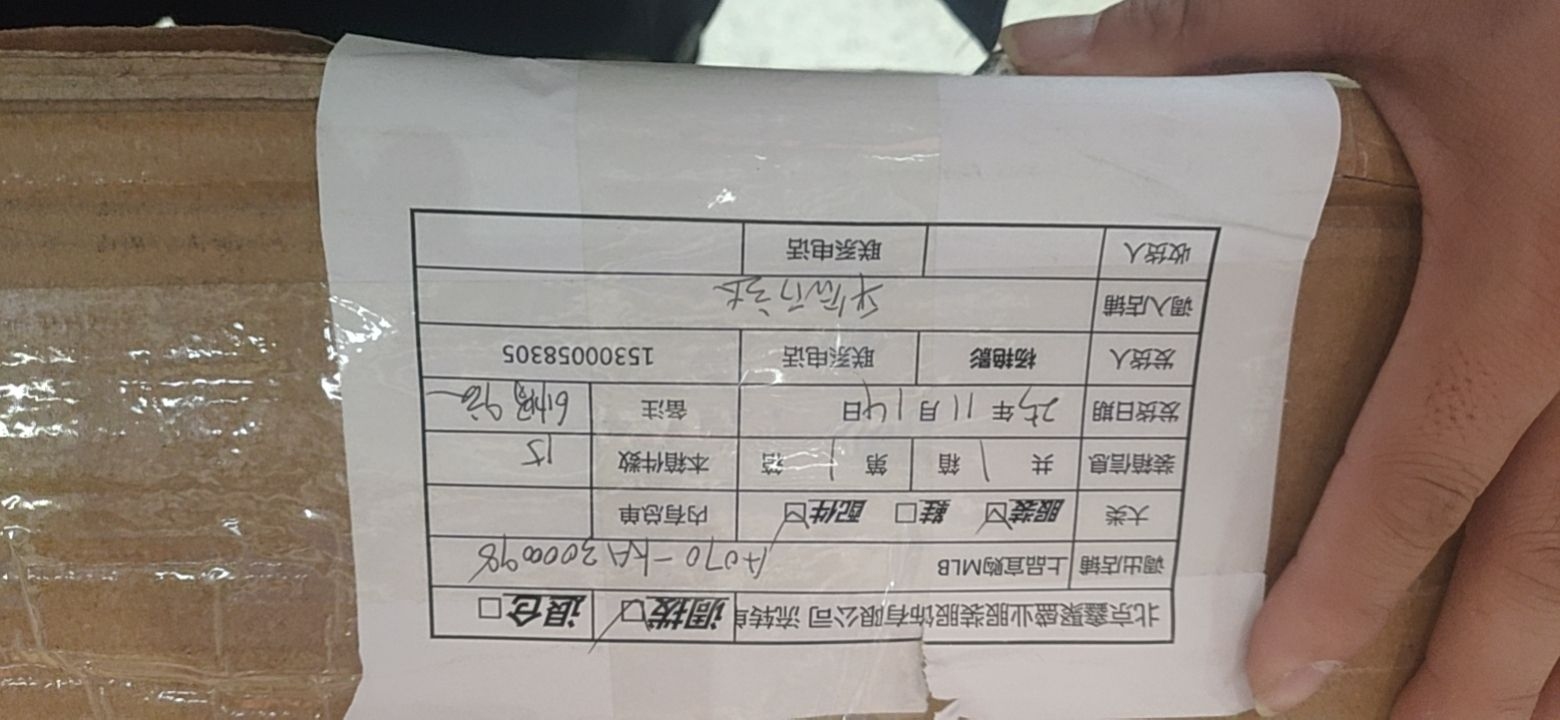 北京鑫聚盛业服装服饰有限公司 流转单 调拨☑ 退仓□
调出店铺 上品宜购MLB H070-KA3000098
大类 服装☑ 鞋□ 配件☑ 内有总单
装箱信息 共 1 箱 第 1 箱 本箱件数 15
发货日期 25年 11月 14日 备注
发货人 杨艳影 联系电话 15300058305
调入店铺
收货人 联系电话